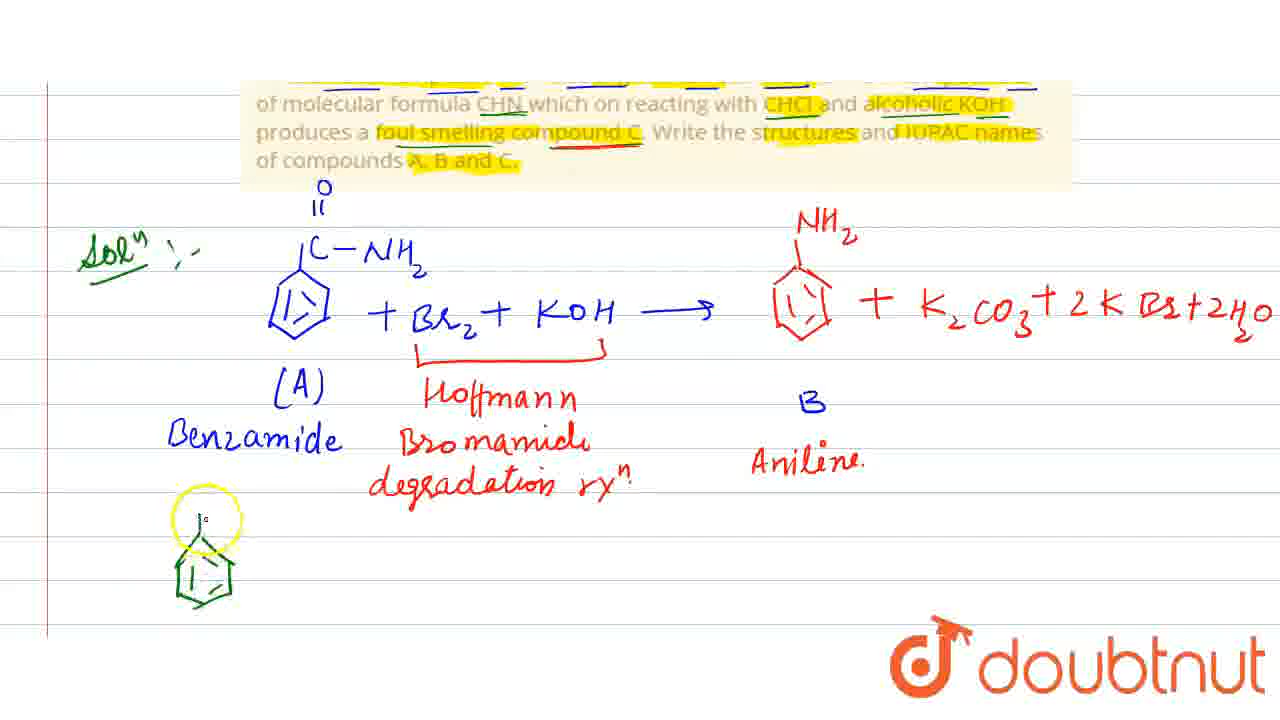 of molecular formula CHN which on reacting with CHCl and alcoholic KOH
produces a foul smelling compound C. Write the structures and IUPAC names
of compounds A, B and C.
Solⁿ :-
O
C - NH₂
NH₂
+ Br₂ + KOH → + K₂CO₃ + 2KBr + 2H₂O
(A)
Benzamide
Hoffmann
Bromamide
degradation rxⁿ.
B
Aniline.
doubtnut